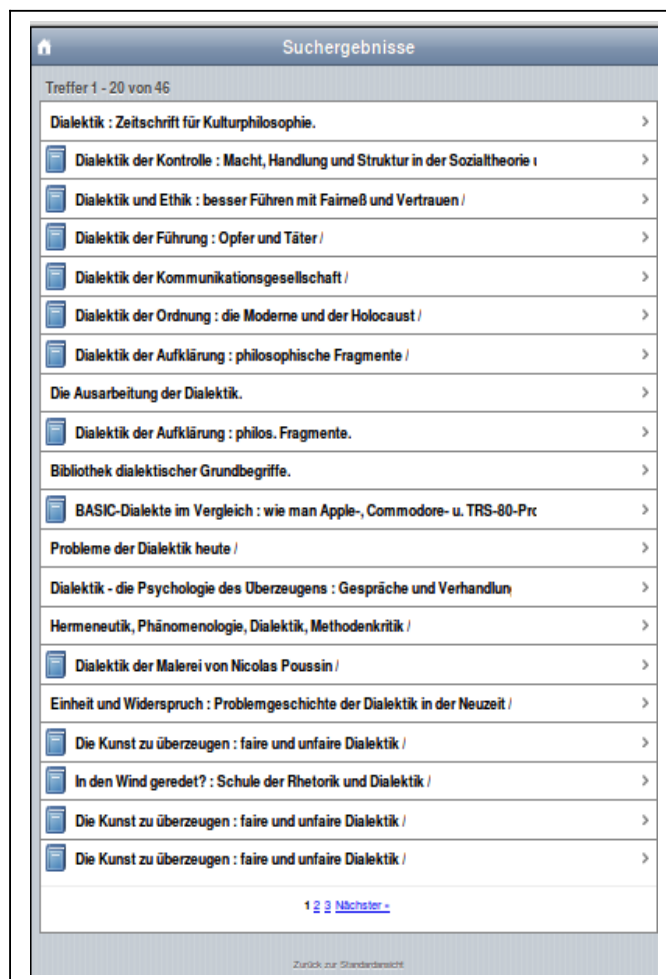 Suchergebnisse
Treffer 1 - 20 von 46
Dialektik : Zeitschrift für Kulturphilosophie.
Dialektik der Kontrolle : Macht, Handlung und Struktur in der Sozialtheorie
Dialektik und Ethik : besser Führen mit Fairneß und Vertrauen /
Dialektik der Führung : Opfer und Täter /
Dialektik der Kommunikationsgesellschaft /
Dialektik der Ordnung : die Moderne und der Holocaust /
Dialektik der Aufklärung : philosophische Fragmente /
Die Ausarbeitung der Dialektik.
Dialektik der Aufklärung : philos. Fragmente.
Bibliothek dialektischer Grundbegriffe.
BASIC-Dialekte im Vergleich : wie man Apple-, Commodore- u. TRS-80-Pro
Probleme der Dialektik heute /
Dialektik - die Psychologie des Überzeugens : Gespräche und Verhandlun
Hermeneutik, Phänomenologie, Dialektik, Methodenkritik /
Dialektik der Malerei von Nicolas Poussin /
Einheit und Widerspruch : Problemgeschichte der Dialektik in der Neuzeit /
Die Kunst zu überzeugen : faire und unfaire Dialektik /
In den Wind geredet? : Schule der Rhetorik und Dialektik /
Die Kunst zu überzeugen : faire und unfaire Dialektik /
Die Kunst zu überzeugen : faire und unfaire Dialektik /
1 2 3 Nächster »
Zurück zur Standardansicht